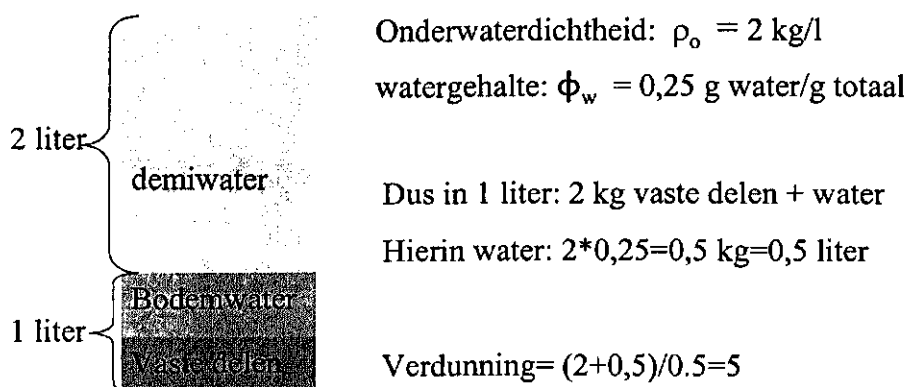 Onderwaterdichtheid: ρₒ = 2 kg/l
watergehalte: ϕ_w = 0,25 g water/g totaal
2 liter
demiwater
Dus in 1 liter: 2 kg vaste delen + water
Hierin water: 2*0,25=0,5 kg=0,5 liter
Bodemwater
1 liter
Vaste delen
Verdunning= (2+0,5)/0.5=5